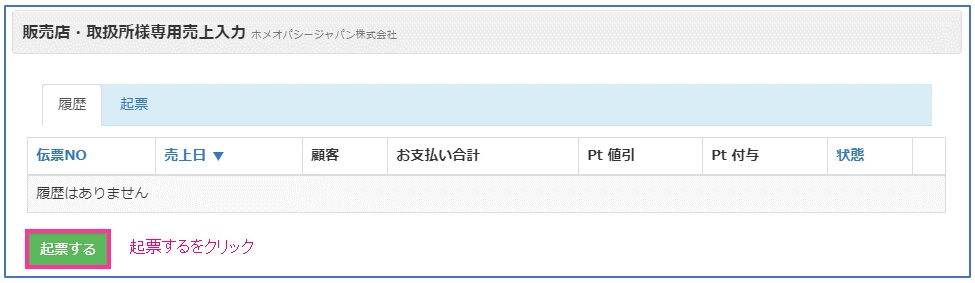 販売店・取扱所様専用売上入力 ホメオパシージャパン株式会社
履歴 起票
伝票NO 売上日 ▼ 顧客 お支払い合計 Pt 値引 Pt 付与 状態
履歴はありません
起票する 起票するをクリック